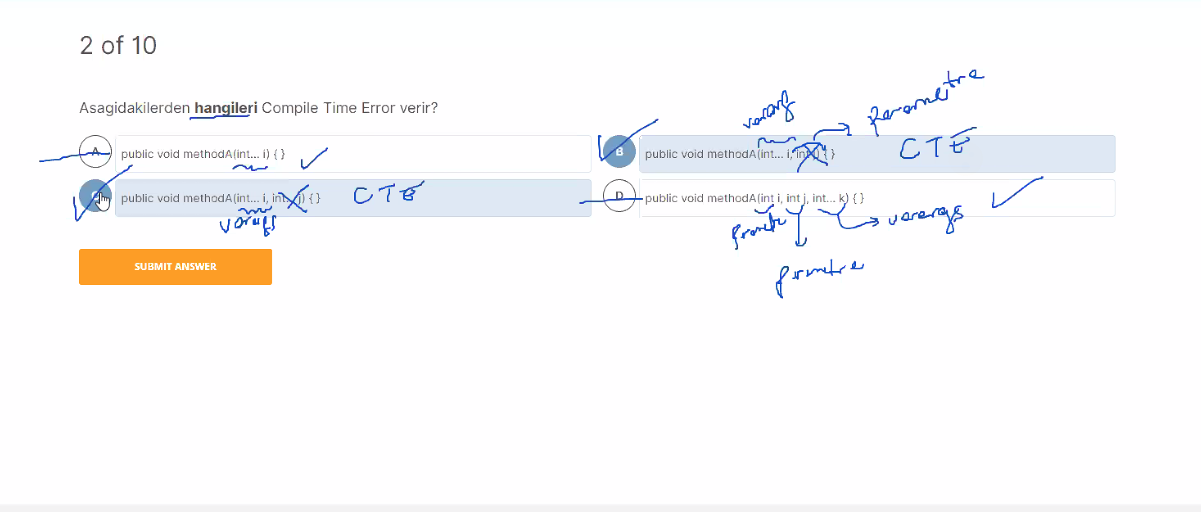 2 of 10
Asagidakilerden hangileri Compile Time Error verir?
A
public void methodA(int... i) { }
B
public void methodA(int... i, int
) { }
varargs
parametre
CTE
public void methodA(int... i, int... j) { }
CTE
varargs
D
public void methodA(int i, int j, int... k) { }
varargs
parametre
SUBMIT ANSWER